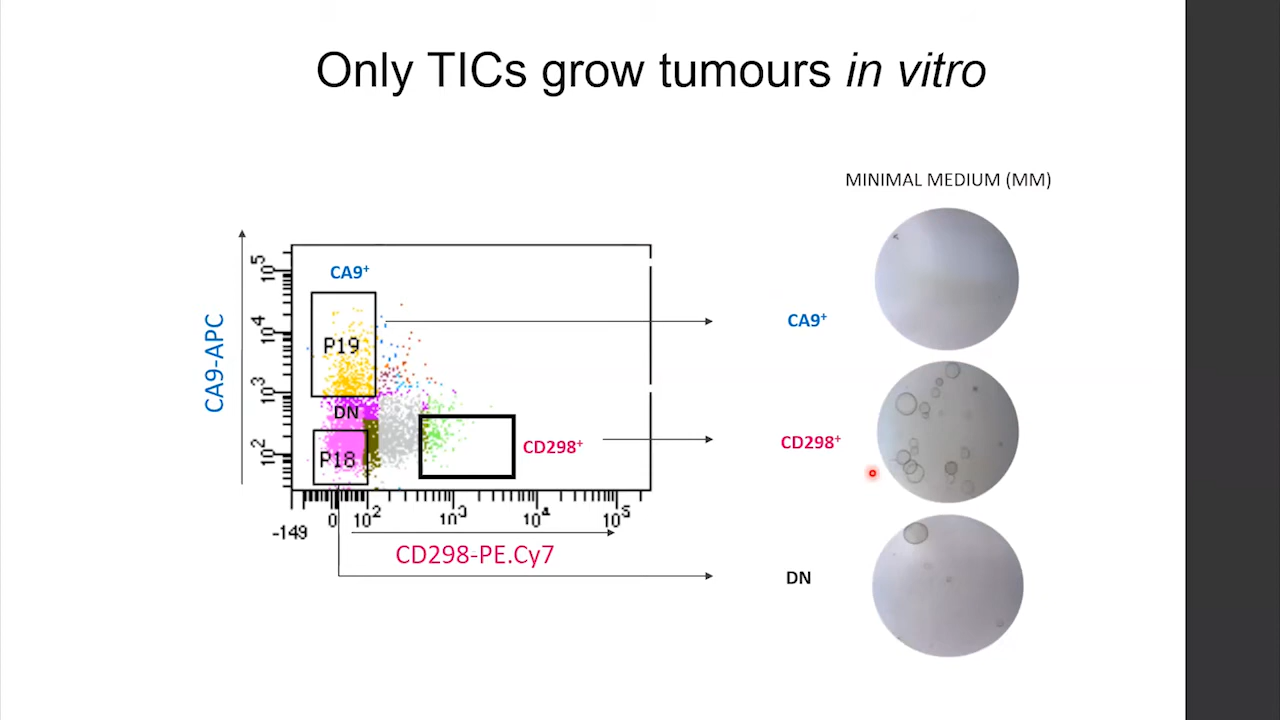 Only TICs grow tumours in vitro
MINIMAL MEDIUM (MM)
CA9-APC
10^5
10^4
10^3
10^2
CA9+
P19
DN
P18
CD298+
-149
0
10^2
10^3
10^4
10^5
CD298-PE.Cy7
CA9+
CD298+
DN